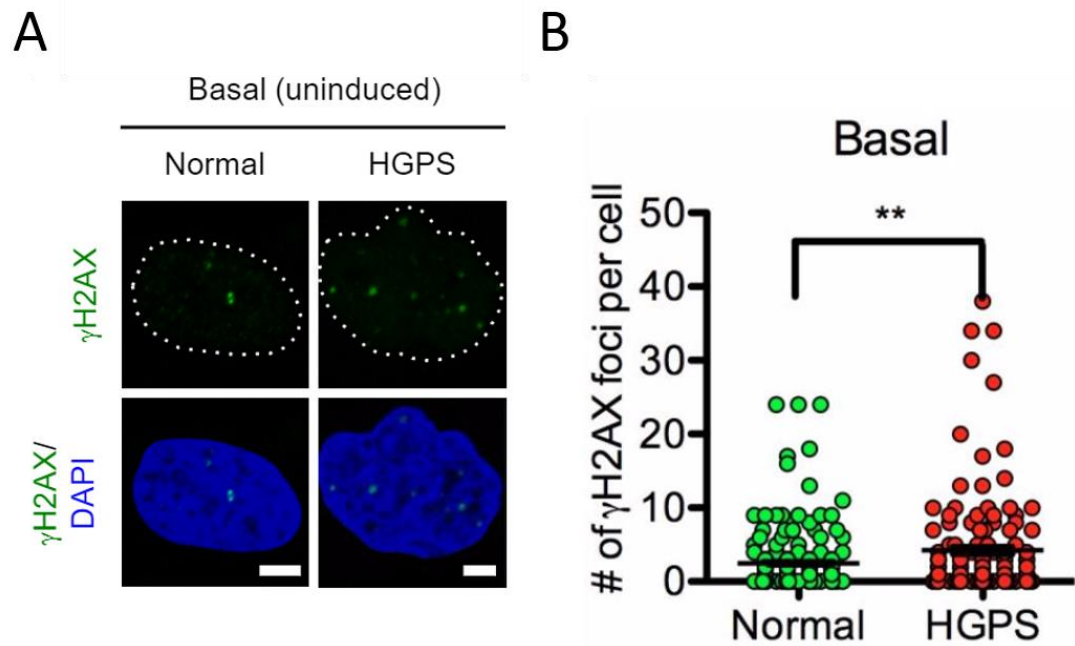 A
B
Basal (uninduced)
Normal
HGPS
γH2AX
γH2AX/
DAPI
Basal
# of γH2AX foci per cell
50
40
30
20
10
0
**
Normal
HGPS